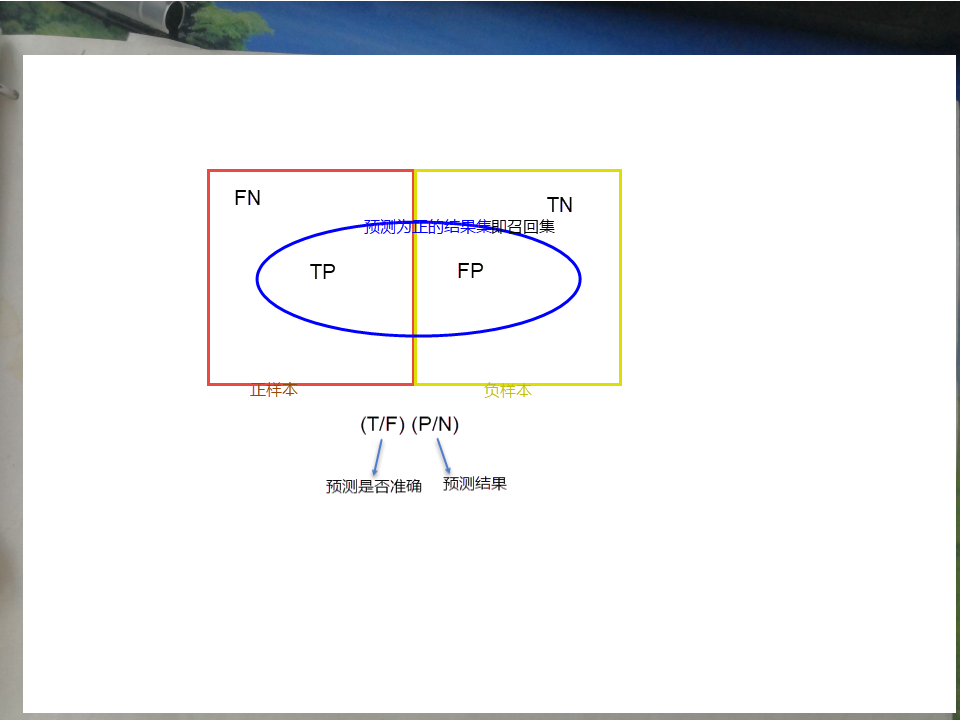 FN
TN
预测为正的结果集即召回集
TP
FP
正样本
负样本
(T/F) (P/N)
预测是否准确
预测结果